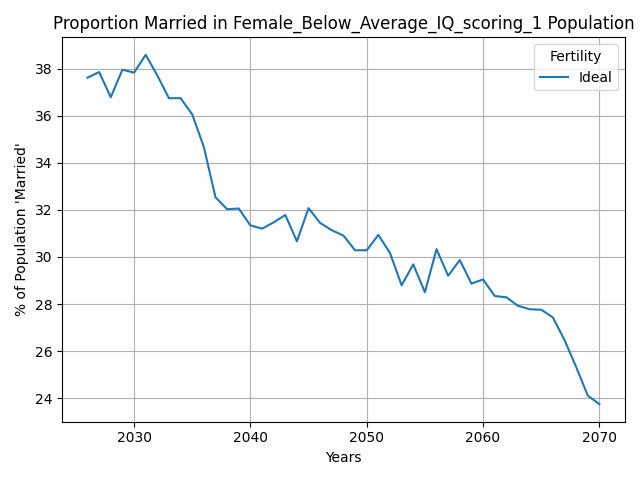 Proportion Married in Female_Below_Average_IQ_scoring_1 Population
Fertility
Ideal
% of Population 'Married'
38
36
34
32
30
28
26
24
2030
2040
2050
2060
2070
Years